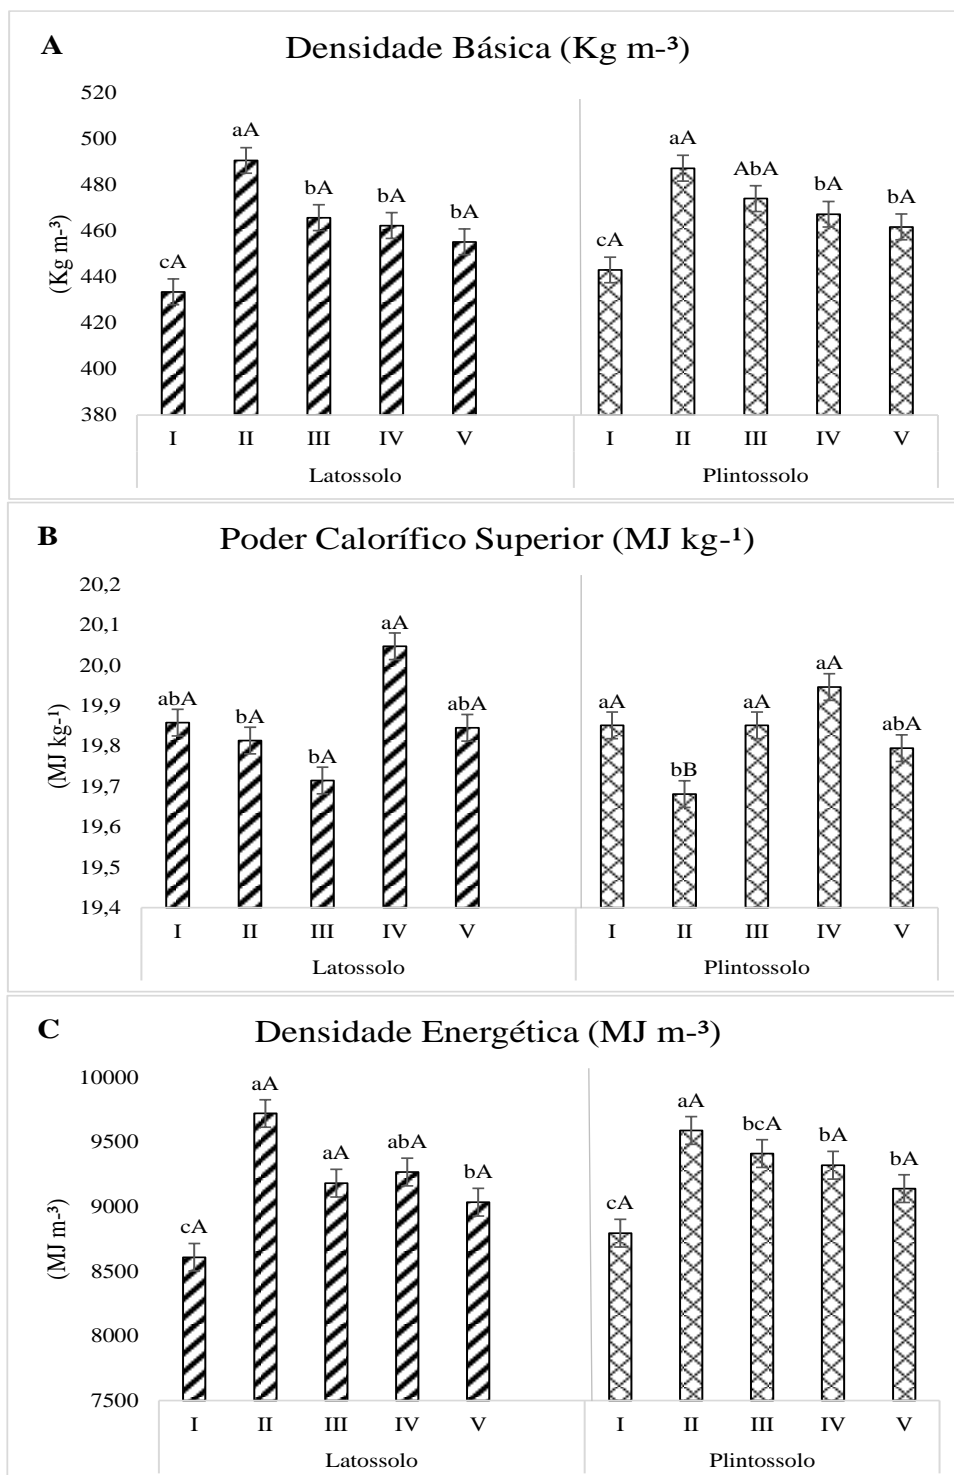 A
Densidade Básica (Kg m-³)
(Kg m-³)
520
500
480
460
440
420
400
380
cA aA bA bA bA cA aA AbA bA bA
I II III IV V I II III IV V
Latossolo Plintossolo
B
Poder Calorífico Superior (MJ kg-¹)
(MJ kg-¹)
20,2
20,1
20,0
19,9
19,8
19,7
19,6
19,5
19,4
abA bA bA aA abA aA bB aA aA abA
I II III IV V I II III IV V
Latossolo Plintossolo
C
Densidade Energética (MJ m-³)
(MJ m-³)
10000
9500
9000
8500
8000
7500
cA aA aA abA bA cA aA bcA bA bA
I II III IV V I II III IV V
Latossolo Plintossolo